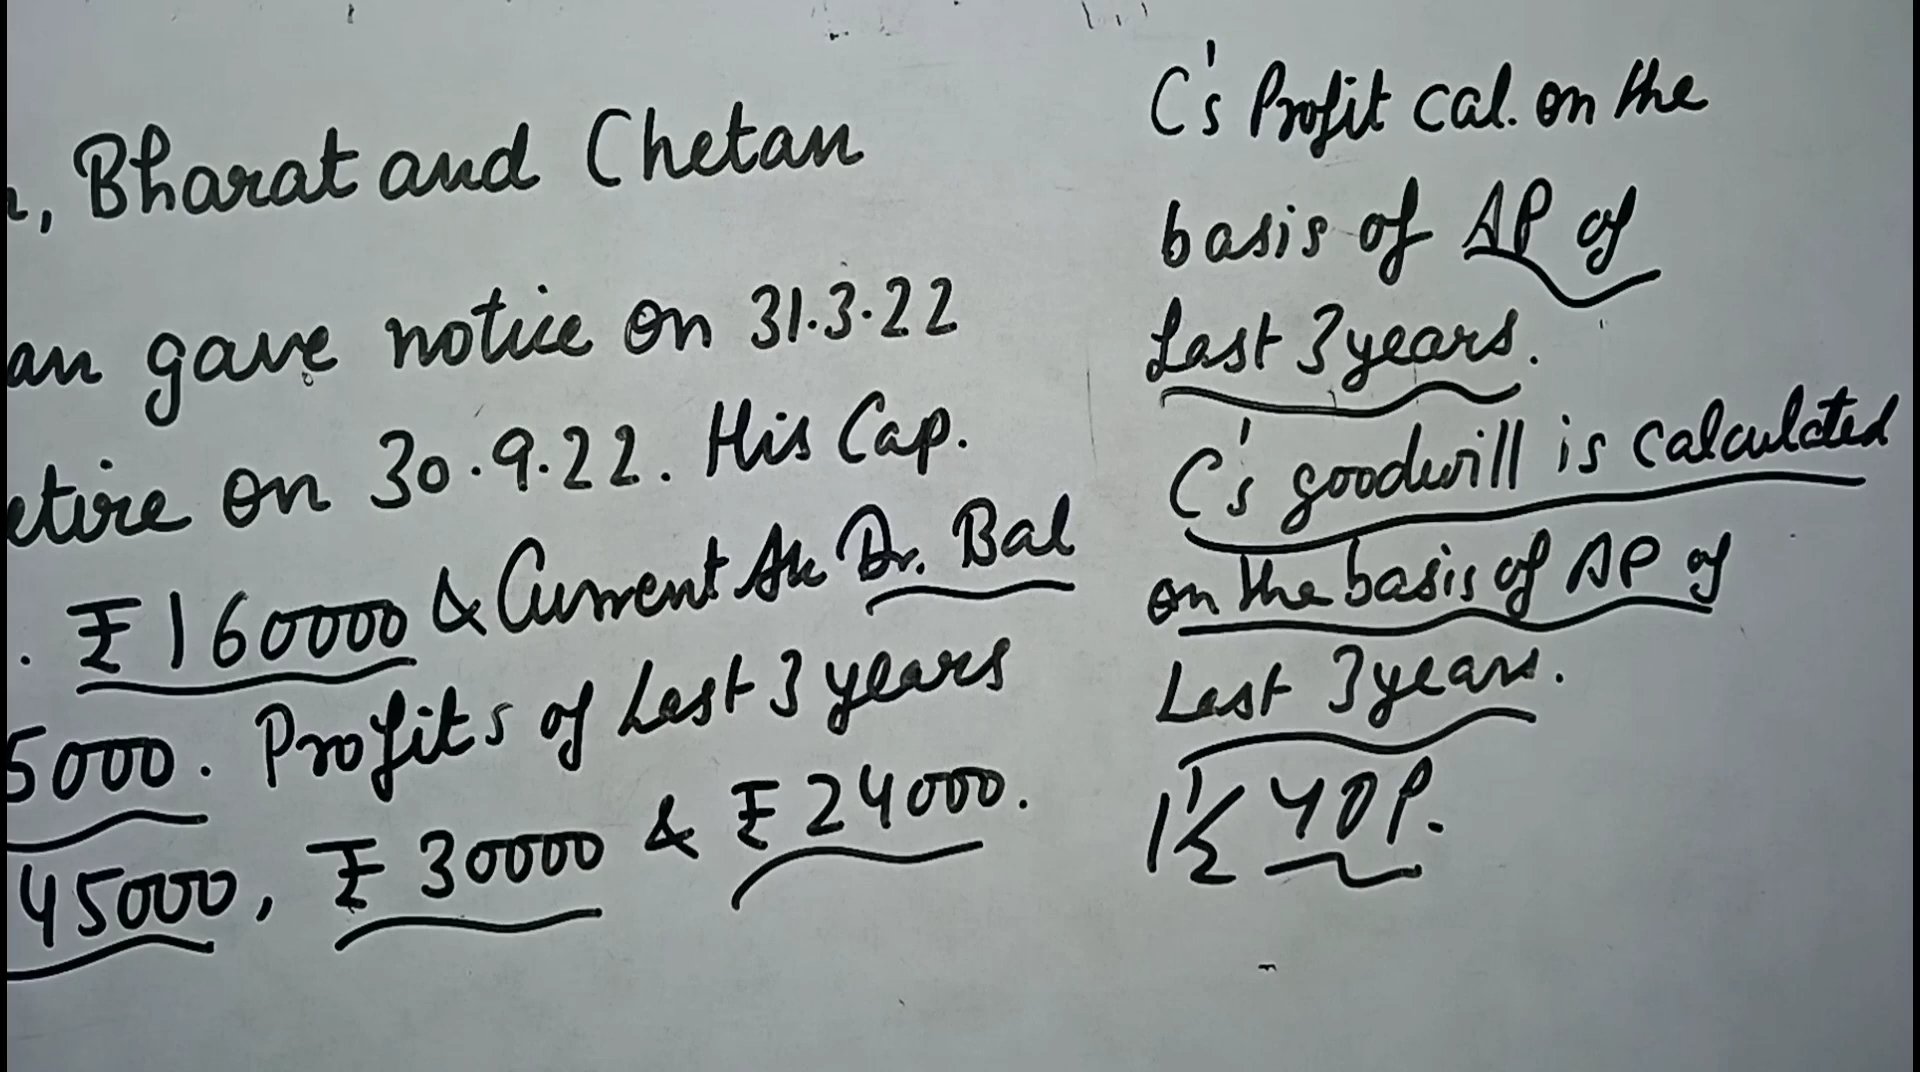 , Bharat and Chetan
an gave notice on 31.3.22
etire on 30.9.22. His Cap.
. ₹160000 & Current A/c Dr. Bal
5000. Profits of Last 3 years
45000, ₹ 30000 & ₹ 24000.
C's Profit cal. on the
basis of AP of
Last 3 years.
C's goodwill is calculated
on the basis of AP of
Last 3 years.
1½ YOP.